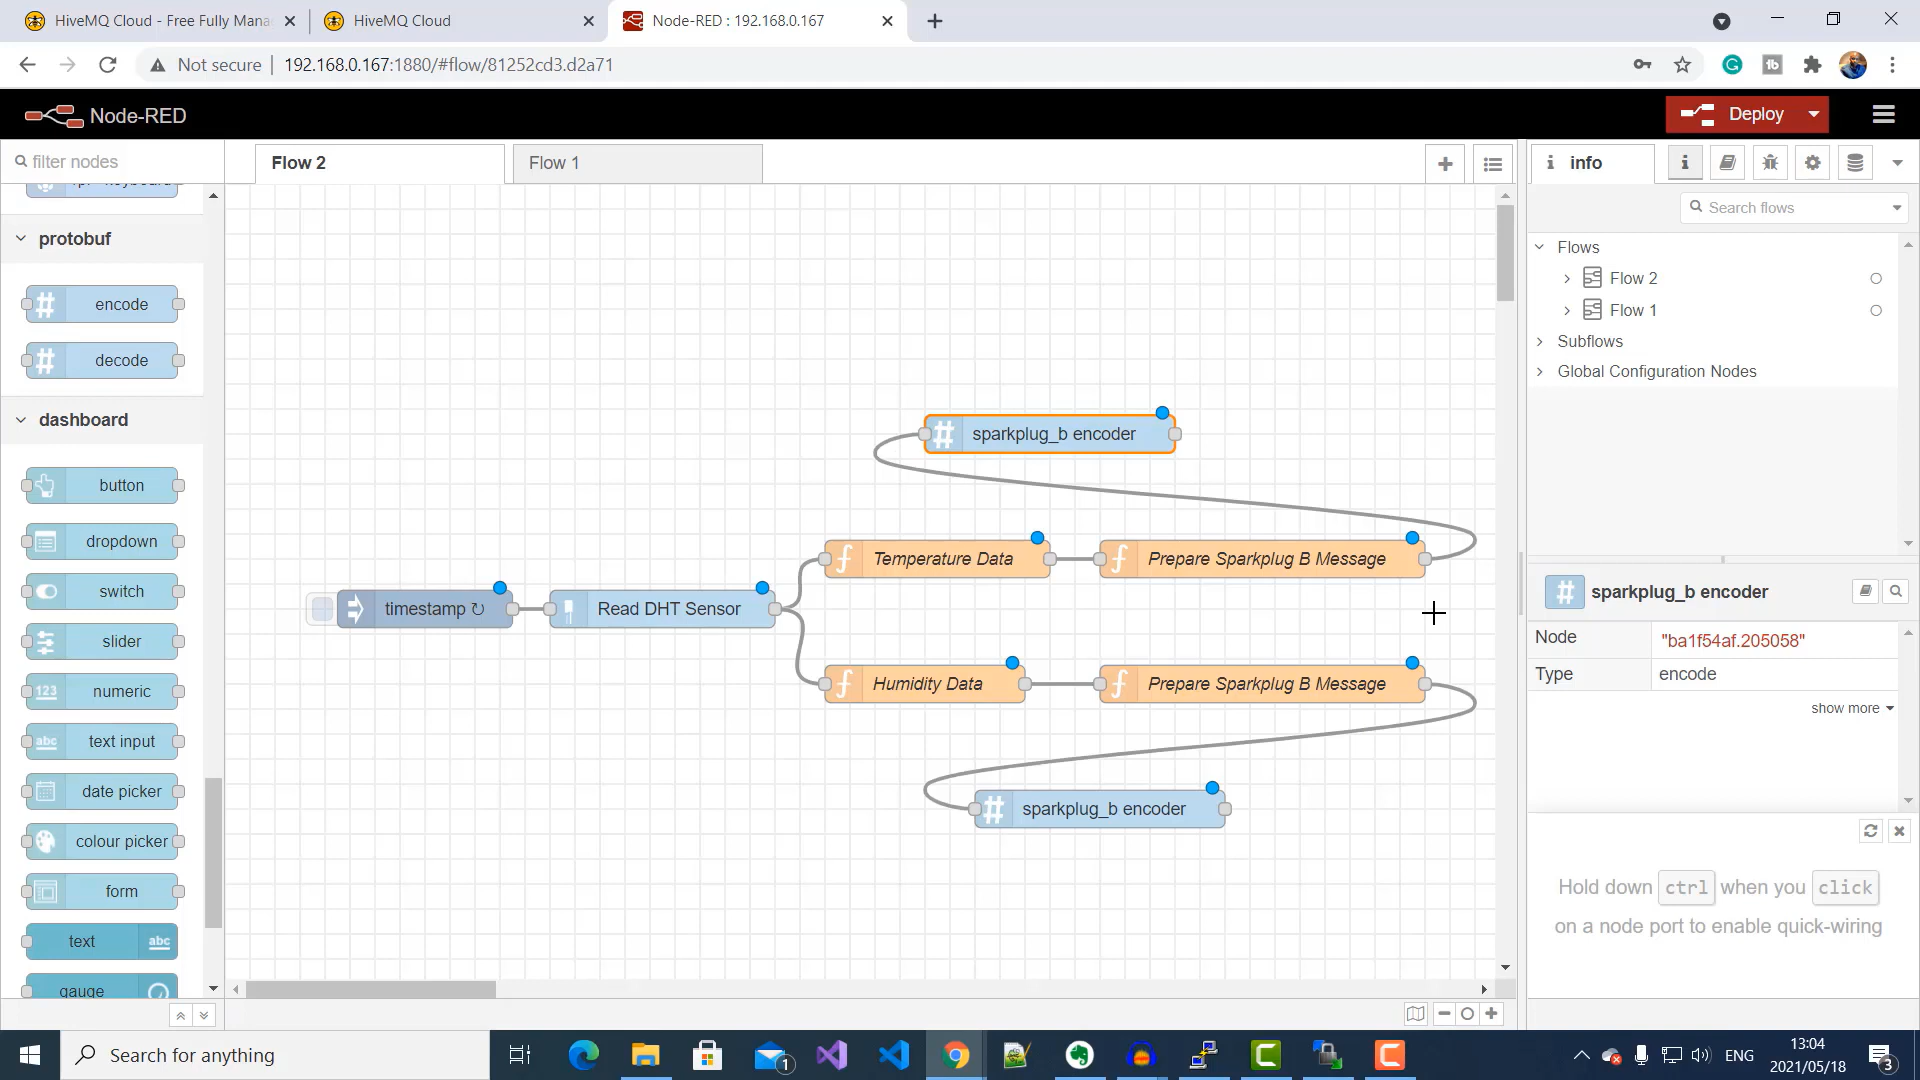 HiveMQ Cloud - Free Fully Mana
HiveMQ Cloud
Node-RED : 192.168.0.167
Not secure
192.168.0.167:1880/#flow/81252cd3.d2a71
Node-RED
Deploy
filter nodes
Flow 2
Flow 1
info
Search flows
protobuf
encode
decode
dashboard
button
dropdown
switch
slider
123 numeric
abc text input
date picker
colour picker
form
text abc
gauge
sparkplug_b encoder
Temperature Data
Prepare Sparkplug B Message
timestamp ↻
Read DHT Sensor
Humidity Data
Prepare Sparkplug B Message
sparkplug_b encoder
Flows
Flow 2
Flow 1
Subflows
Global Configuration Nodes
sparkplug_b encoder
Node "ba1f54af.205058"
Type encode
show more
Hold down ctrl when you click
on a node port to enable quick-wiring
Search for anything
1
ENG
13:04
2021/05/18
3